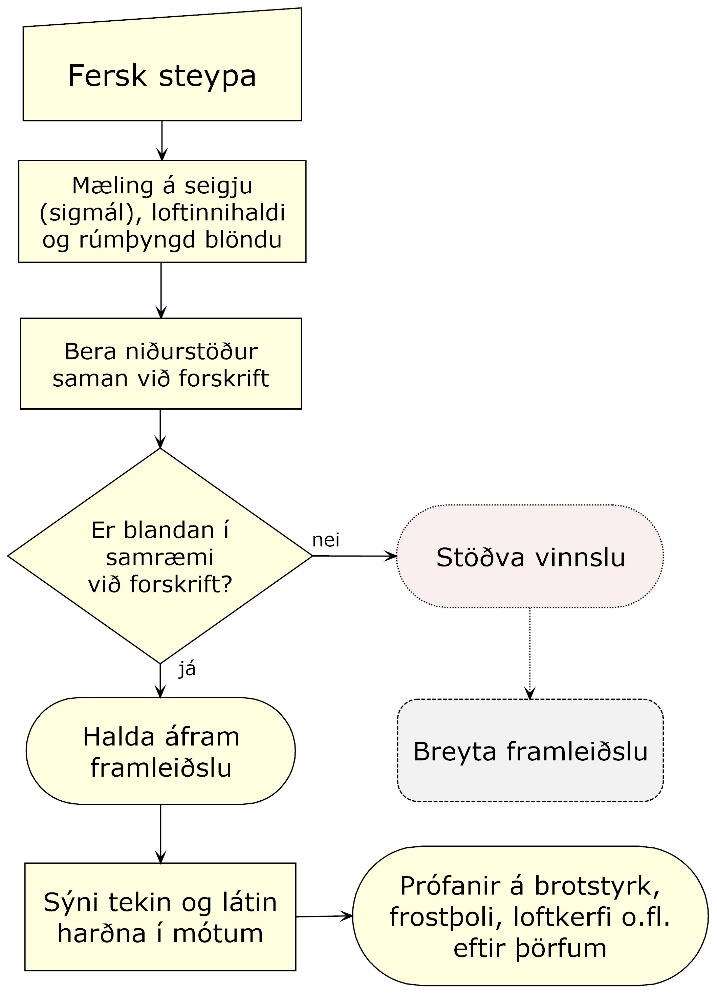 Fersk steypa
Mæling á seigju
(sigmál), loftinnihaldi
og rúmþyngd blöndu
Bera niðurstöður
saman við forskrift
Er blandan í
samræmi
við forskrift?
nei
Stöðva vinnslu
já
Halda áfram
framleiðslu
Breyta framleiðslu
Sýni tekin og látin
harðna í mótum
Prófanir á brotstyrk,
frostþoli, loftkerfi o.fl.
eftir þörfum